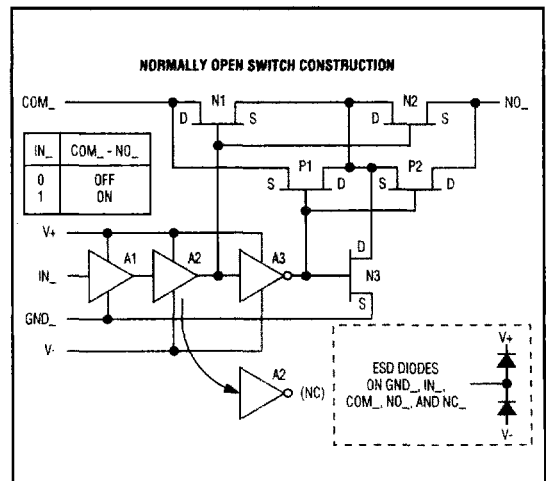 NORMALLY OPEN SWITCH CONSTRUCTION
COM_
N1
N2
NO_
D
S
D
S
IN_ COM_ - NO_
0 OFF
1 ON
P1
P2
S
D
S
D
V+
A1
A2
A3
D
N3
S
IN_
GND_
V-
A2
(NC)
V+
ESD DIODES
ON GND_, IN_,
COM_, NO_, AND NC_
V-